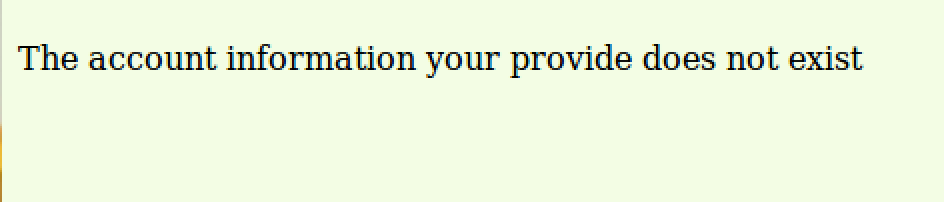 The account information your provide does not exist